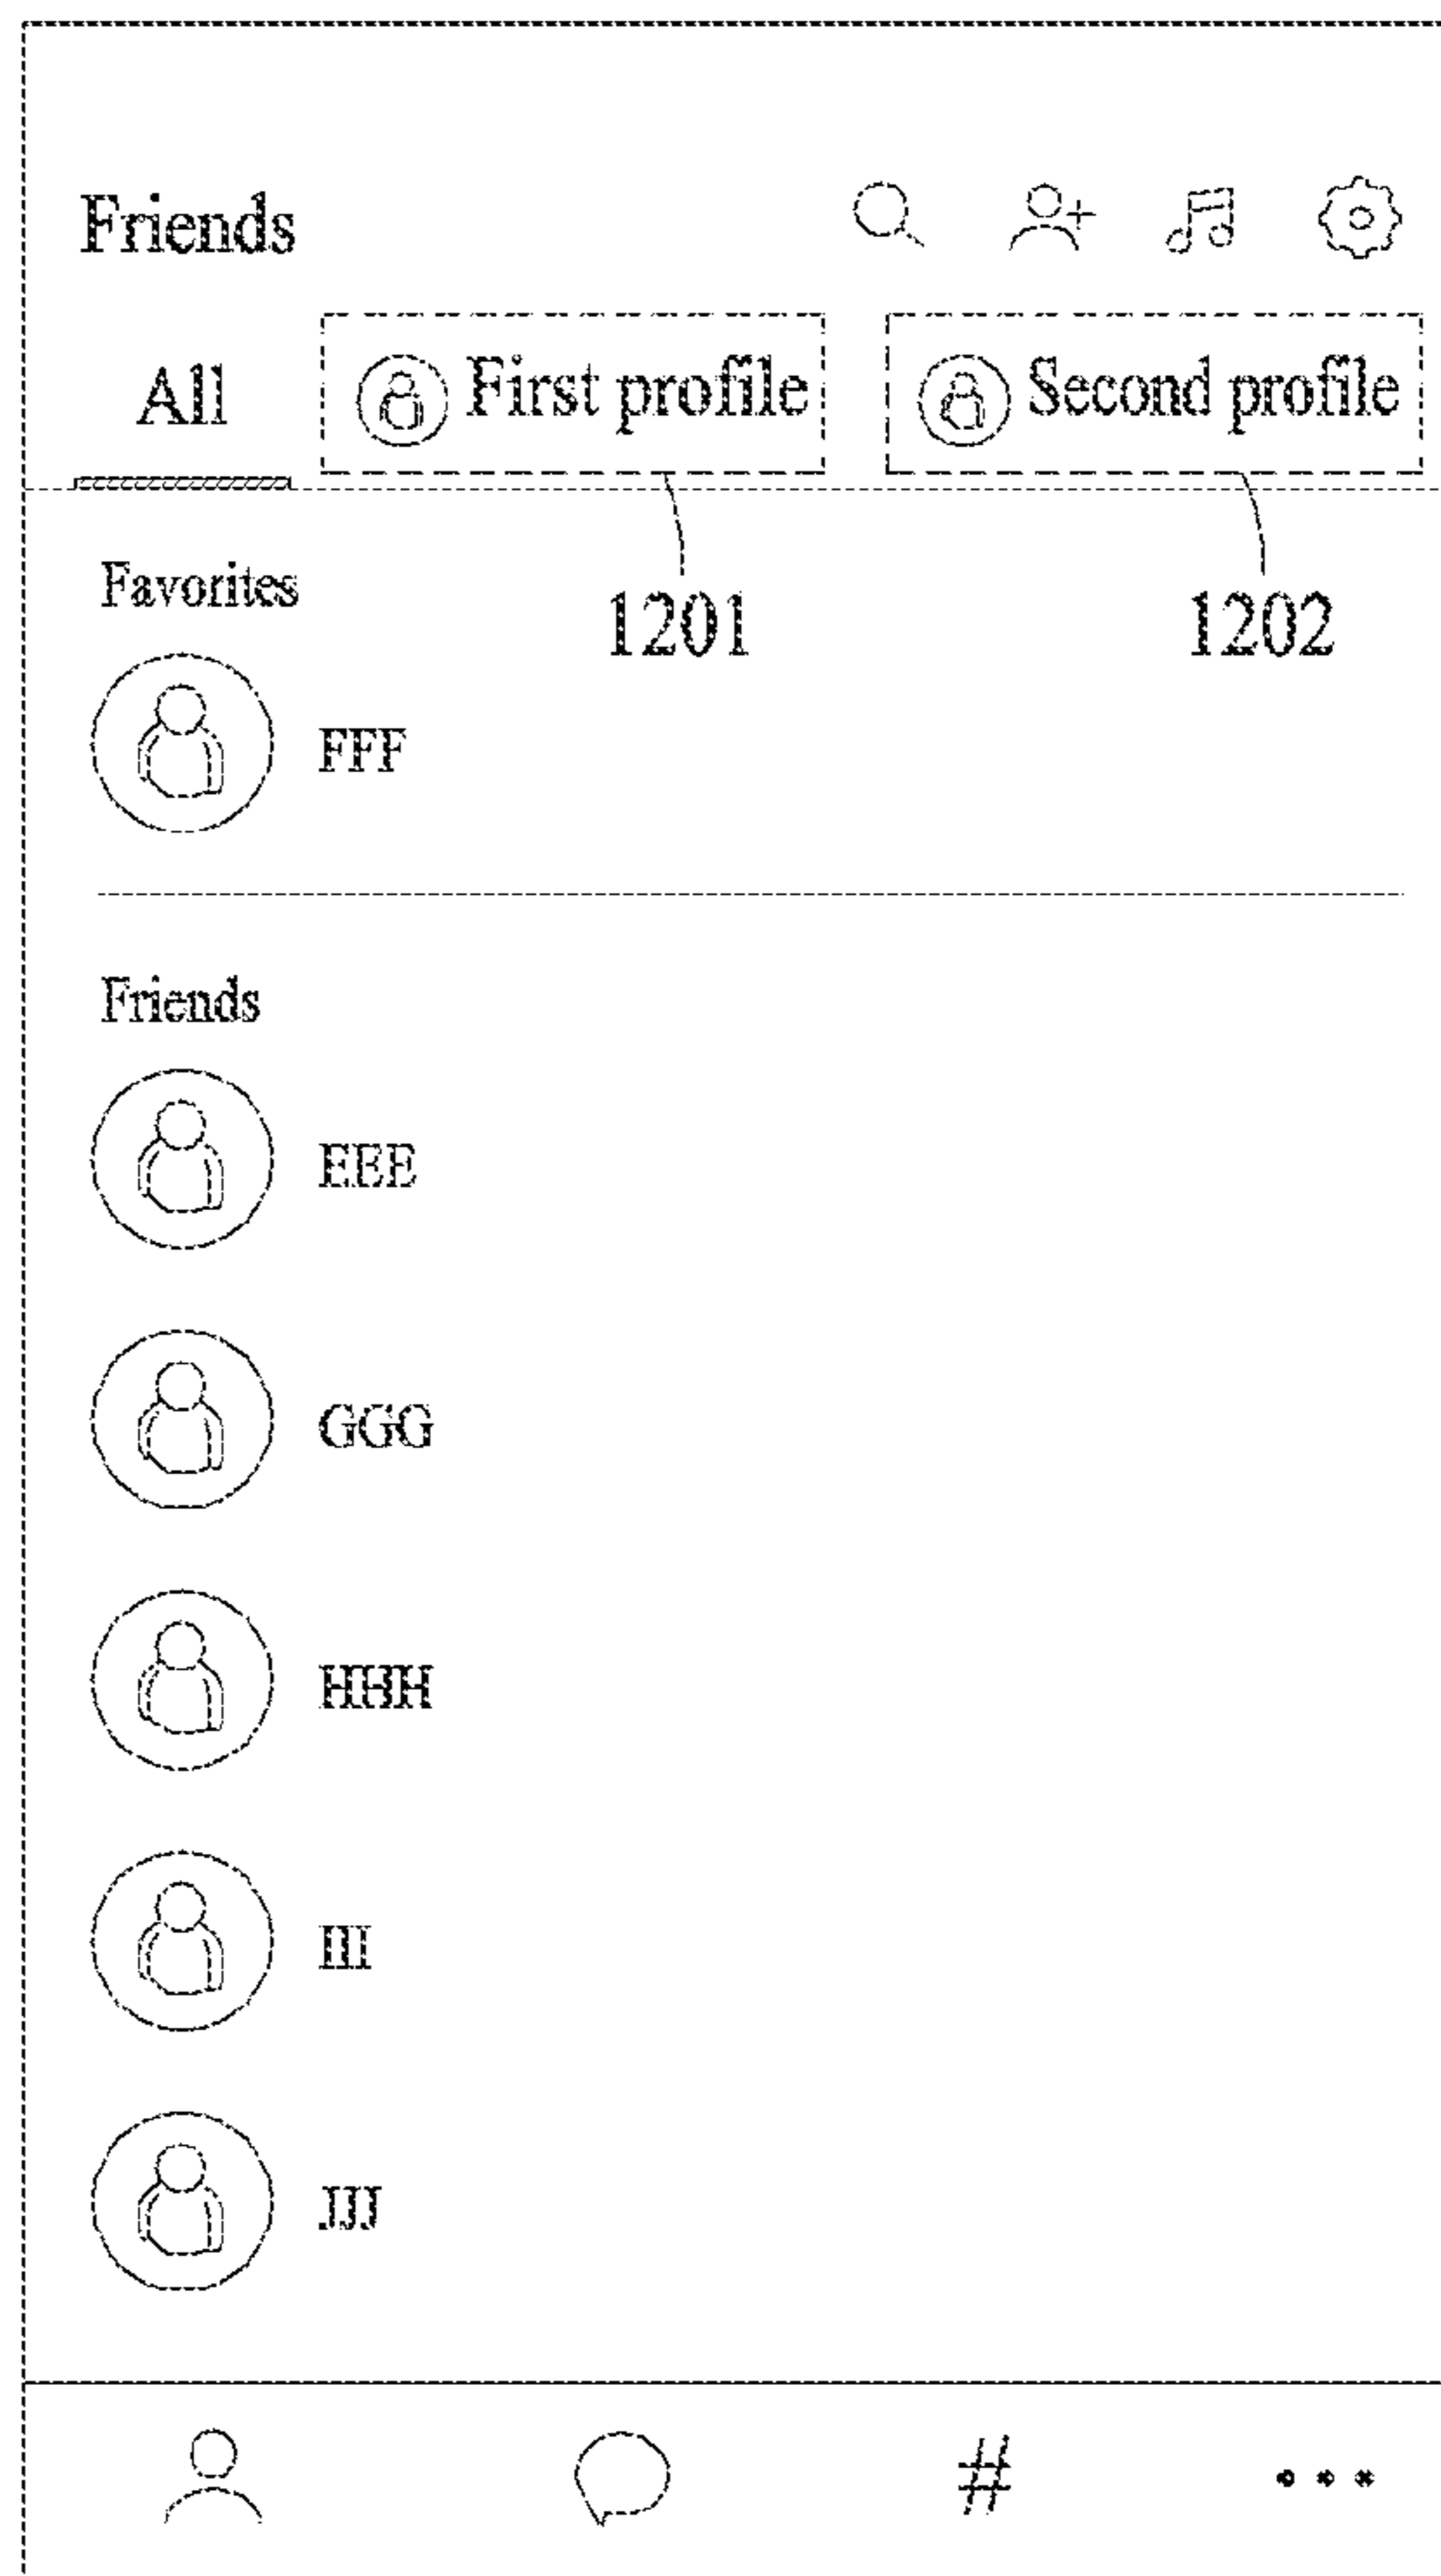 Friends
All First profile Second profile
Favorites
1201 1202
FFF
Friends
EEE
GGG
HHH
III
JJJ
#